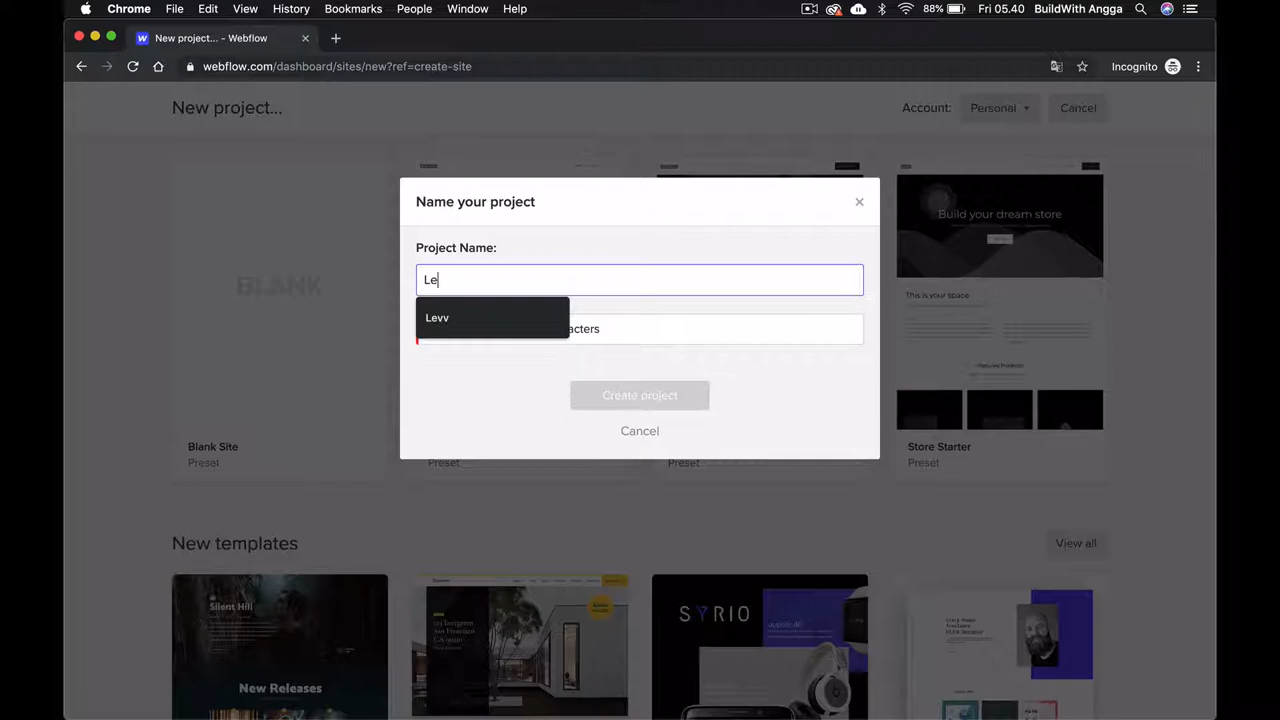 Chrome File Edit View History Bookmarks People Window Help 88% Fri 05.40 BuildWith Angga
New project... - Webflow
webflow.com/dashboard/sites/new?ref=create-site Incognito
New project... Account: Personal Cancel
Build your dream store
Name your project
Project Name:
Le
Levv
acters
Create project
Cancel
BLANK
This is your space
Featured Products
Blank Site
Preset
Preset
Preset
Store Starter
Preset
New templates View all
Silent Hill
New Releases
SYRIO